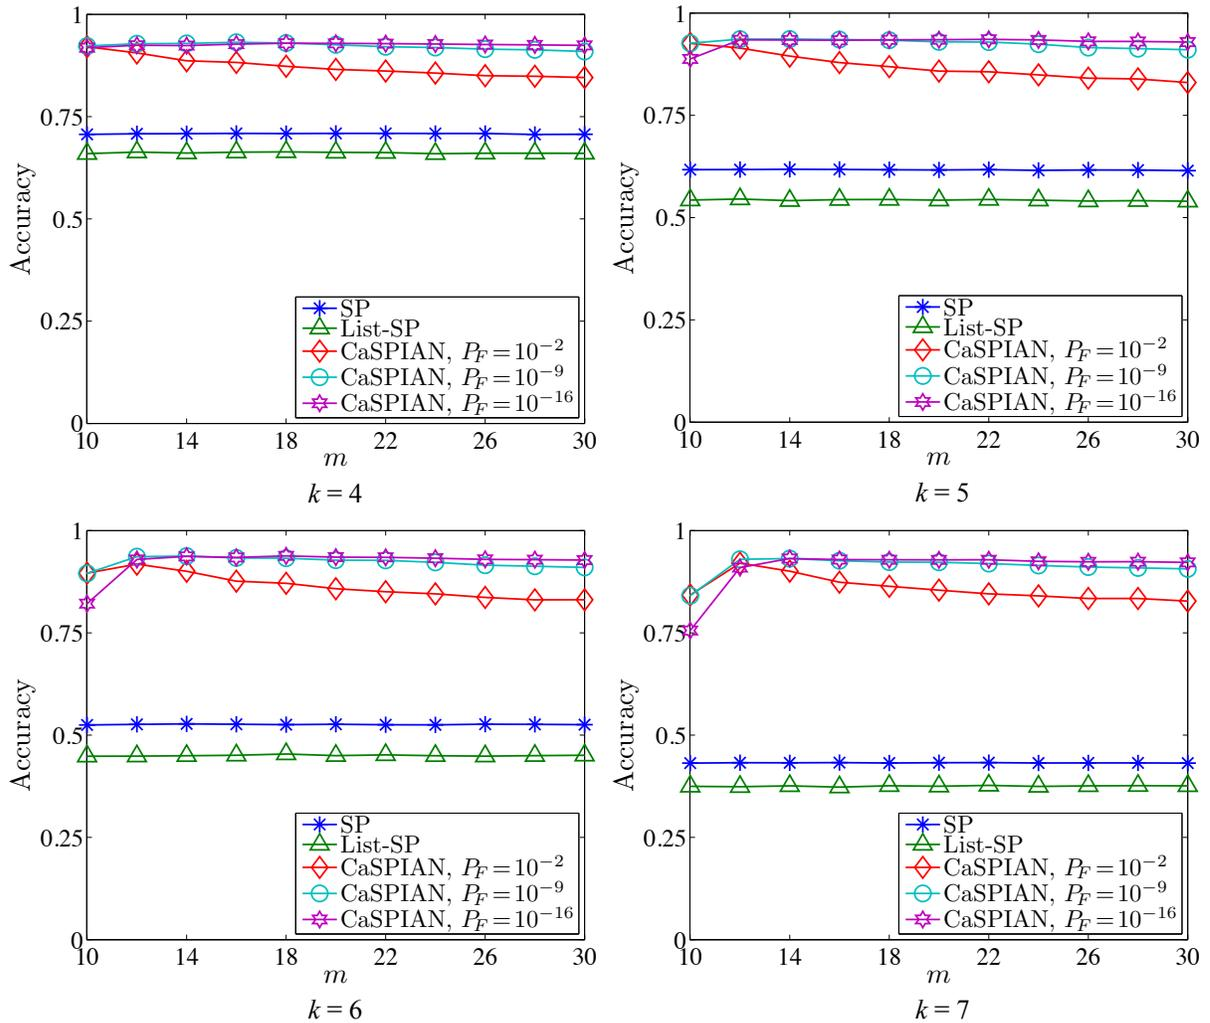 1
0.75
0.5
0.25
0
Accuracy
SP
List-SP
CaSPIAN, P_F = 10^{-2}
CaSPIAN, P_F = 10^{-9}
CaSPIAN, P_F = 10^{-16}
10 14 18 22 26 30
m
k = 4
1
0.75
0.5
0.25
0
Accuracy
SP
List-SP
CaSPIAN, P_F = 10^{-2}
CaSPIAN, P_F = 10^{-9}
CaSPIAN, P_F = 10^{-16}
10 14 18 22 26 30
m
k = 5
1
0.75
0.5
0.25
0
Accuracy
SP
List-SP
CaSPIAN, P_F = 10^{-2}
CaSPIAN, P_F = 10^{-9}
CaSPIAN, P_F = 10^{-16}
10 14 18 22 26 30
m
k = 6
1
0.75
0.5
0.25
0
Accuracy
SP
List-SP
CaSPIAN, P_F = 10^{-2}
CaSPIAN, P_F = 10^{-9}
CaSPIAN, P_F = 10^{-16}
10 14 18 22 26 30
m
k = 7